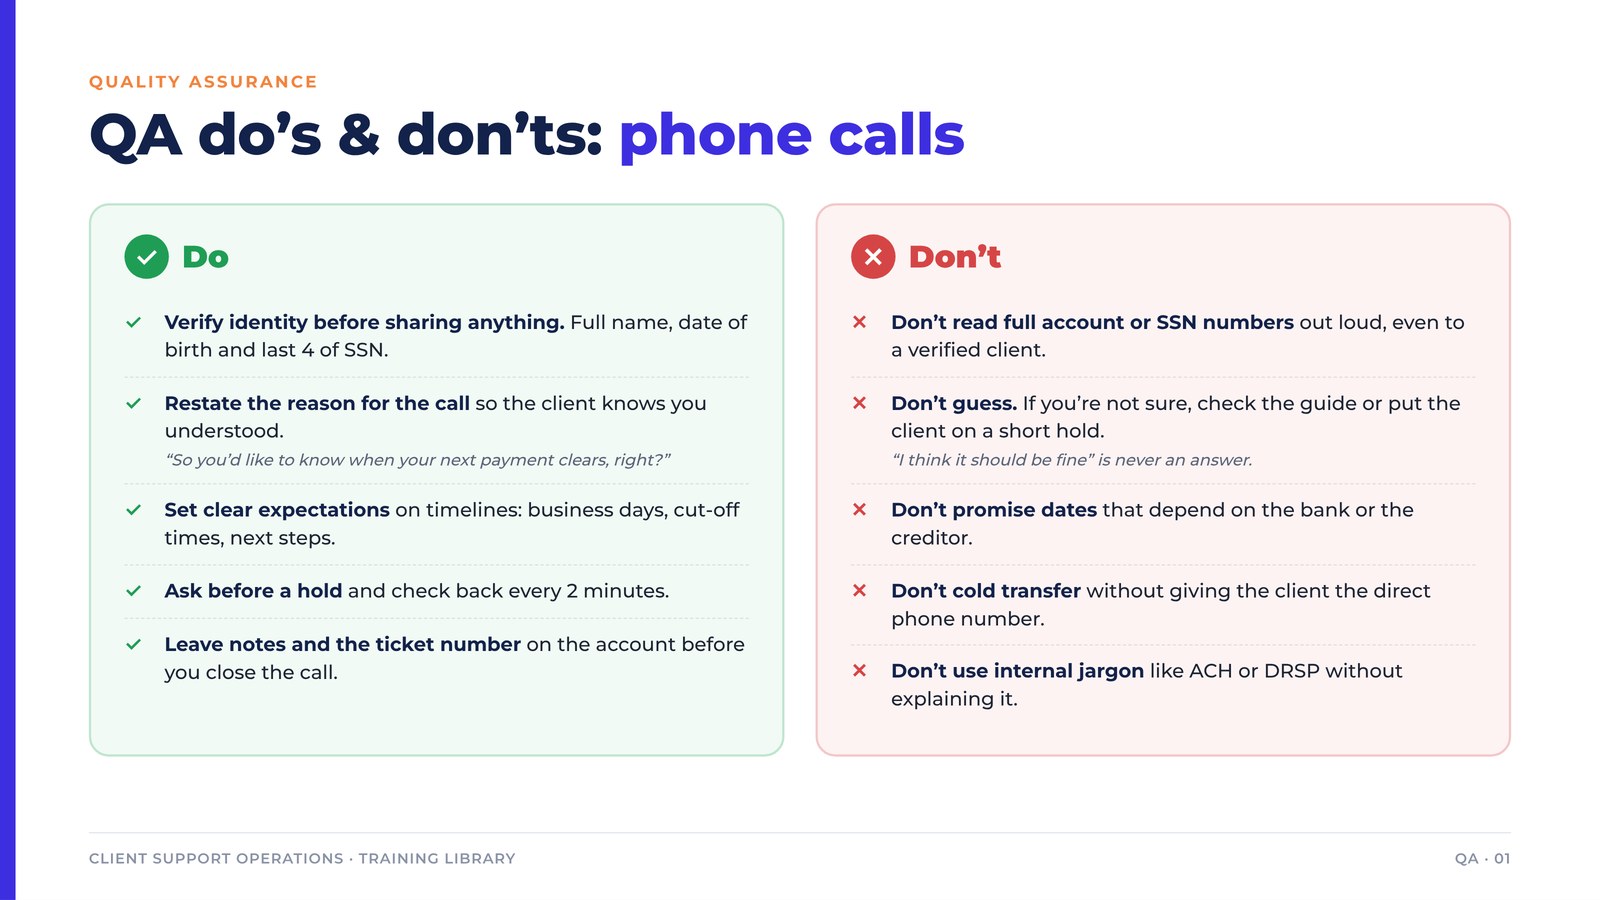 QUALITY ASSURANCE
QA do’s & don’ts: phone calls
Do
Verify identity before sharing anything. Full name, date of
birth and last 4 of SSN.
Restate the reason for the call so the client knows you
understood.
“So you’d like to know when your next payment clears, right?”
Set clear expectations on timelines: business days, cut-off
times, next steps.
Ask before a hold and check back every 2 minutes.
Leave notes and the ticket number on the account before
you close the call.
Don’t
Don’t read full account or SSN numbers out loud, even to
a verified client.
Don’t guess. If you’re not sure, check the guide or put the
client on a short hold.
“I think it should be fine” is never an answer.
Don’t promise dates that depend on the bank or the
creditor.
Don’t cold transfer without giving the client the direct
phone number.
Don’t use internal jargon like ACH or DRSP without
explaining it.
CLIENT SUPPORT OPERATIONS · TRAINING LIBRARY
QA · 01